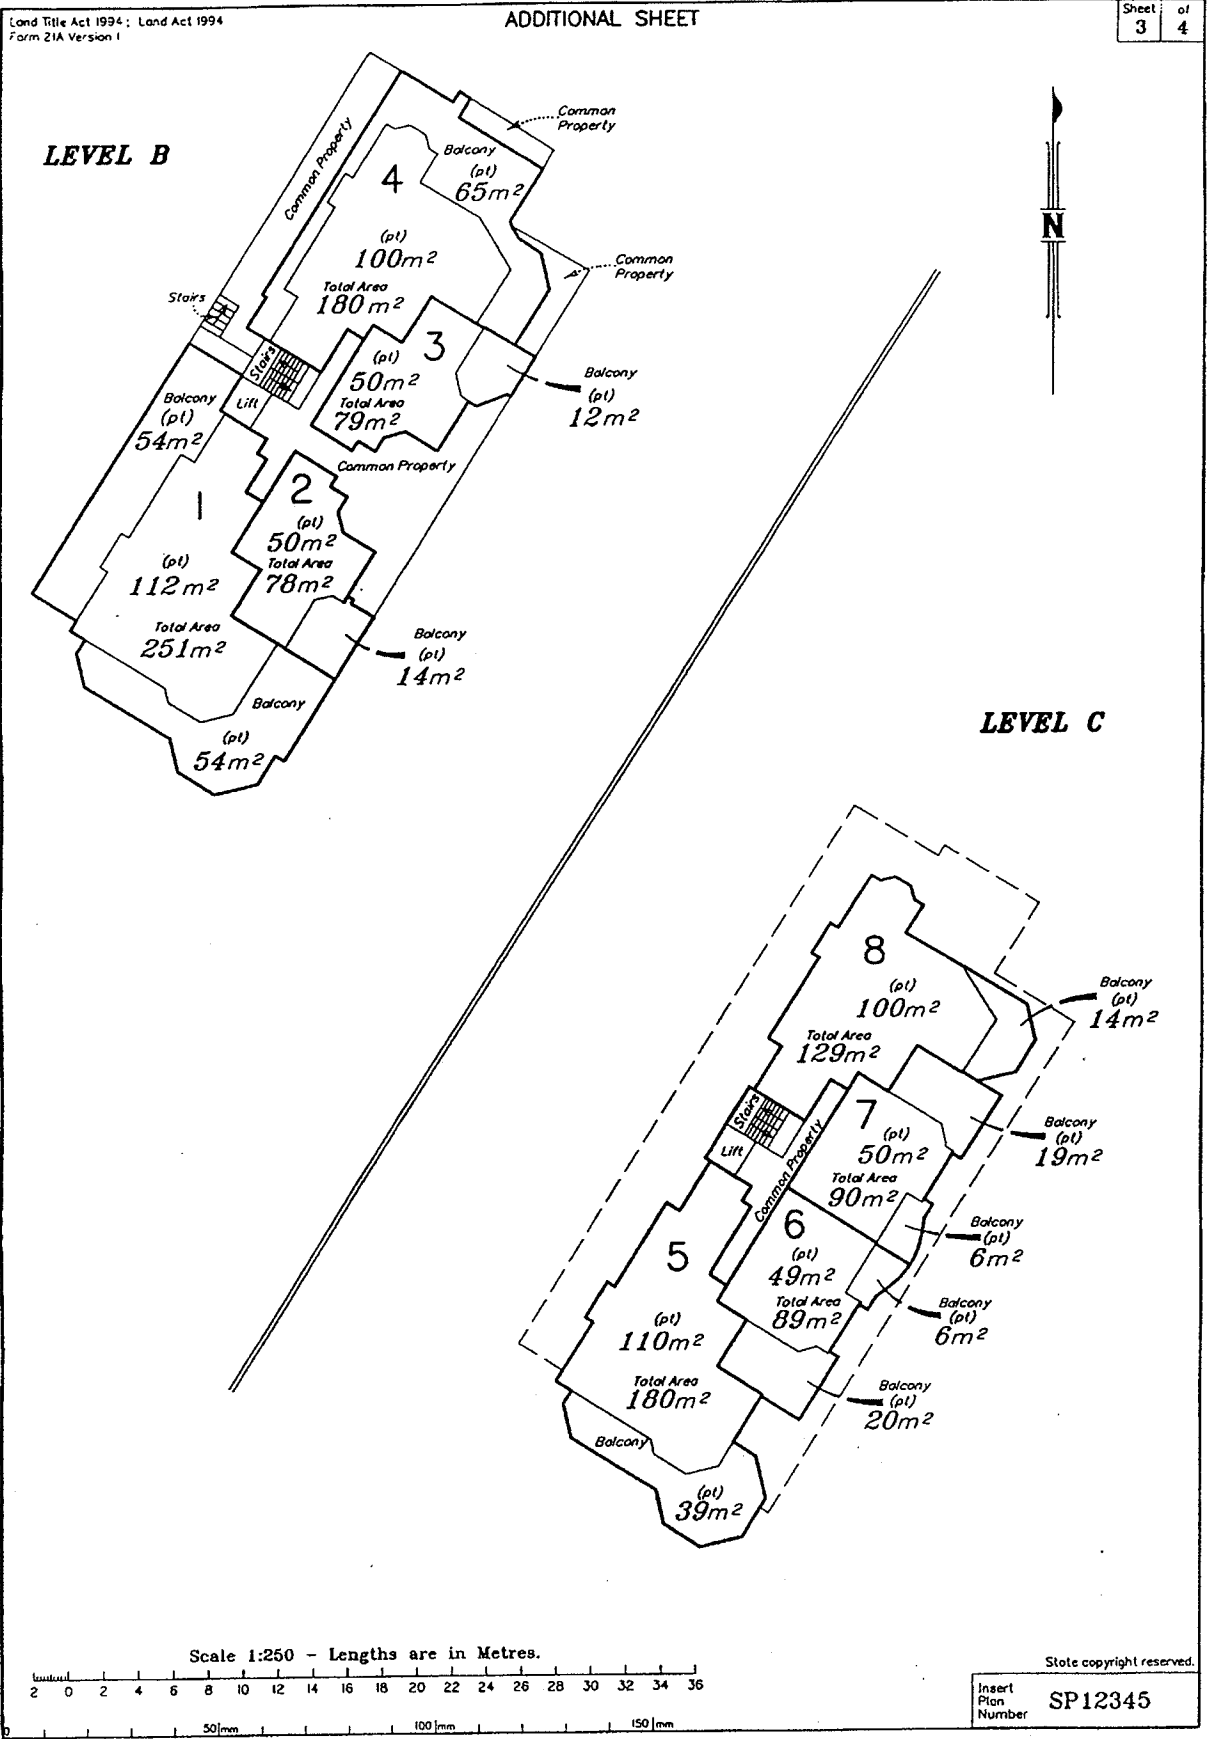 Land Title Act 1994 ; Land Act 1994
Form 21A Version 1
ADDITIONAL SHEET
Sheet of
3 4
LEVEL B
Common Property
Common
Property
Balcony
(pt)
65m²
4
(pt)
100m²
Total Area
180m²
Common
Property
Stairs
Stairs
Lift
3
(pt)
50m²
Total Area
79m²
Balcony
(pt)
12m²
Balcony
(pt)
54m²
Common Property
1
(pt)
112m²
Total Area
251m²
2
(pt)
50m²
Total Area
78m²
Balcony
(pt)
14m²
Balcony
(pt)
54m²
N
LEVEL C
8
(pt)
100m²
Total Area
129m²
Balcony
(pt)
14m²
Stairs
Lift
Common Property
7
(pt)
50m²
Total Area
90m²
Balcony
(pt)
19m²
Balcony
(pt)
6m²
6
(pt)
49m²
Total Area
89m²
Balcony
(pt)
6m²
Balcony
(pt)
20m²
5
(pt)
110m²
Total Area
180m²
Balcony
(pt)
39m²
Scale 1:250 - Lengths are in Metres.
2 0 2 4 6 8 10 12 14 16 18 20 22 24 26 28 30 32 34 36
0 50 mm 100 mm 150 mm
State copyright reserved.
Insert
Plan
Number
SP12345